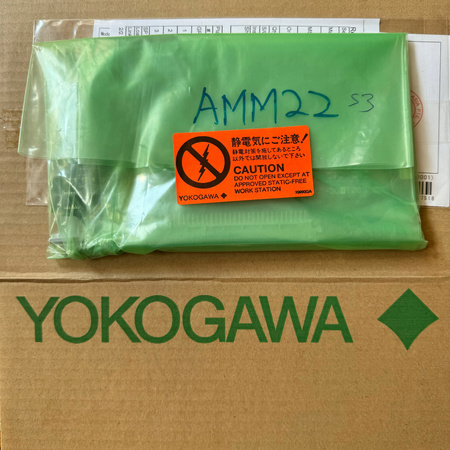 AMM22 S3
静電気にご注意!
静電対策を施してあるところ
以外では開放しないで下さい
CAUTION
DO NOT OPEN EXCEPT AT
APPROVED STATIC-FREE
WORK STATION
YOKOGAWA
YOKOGAWA